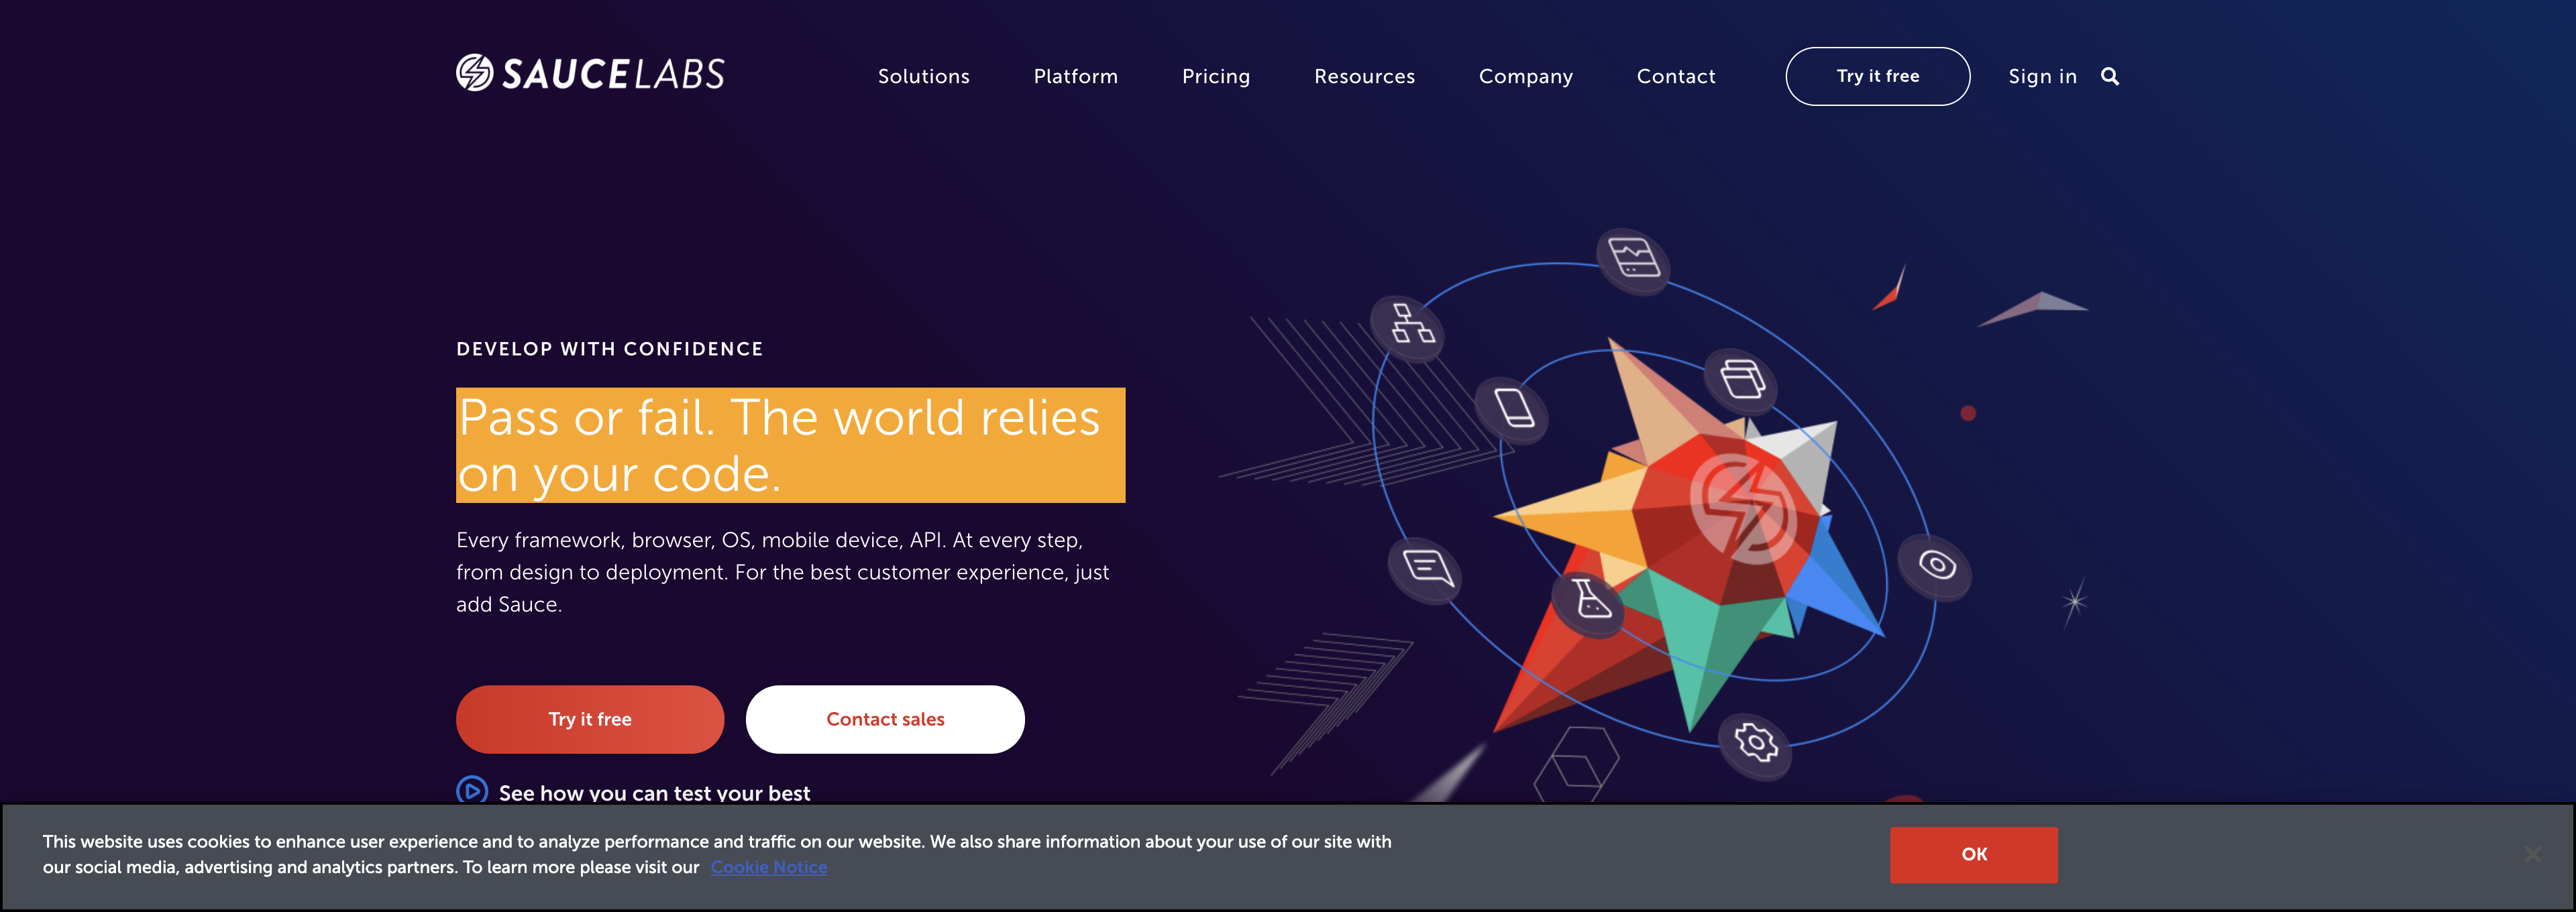 SAUCELABS
Solutions
Platform
Pricing
Resources
Company
Contact
Try it free
Sign in
DEVELOP WITH CONFIDENCE
Pass or fail. The world relies
on your code.
Every framework, browser, OS, mobile device, API. At every step,
from design to deployment. For the best customer experience, just
add Sauce.
Try it free
Contact sales
See how you can test your best
This website uses cookies to enhance user experience and to analyze performance and traffic on our website. We also share information about your use of our site with
our social media, advertising and analytics partners. To learn more please visit our Cookie Notice
OK